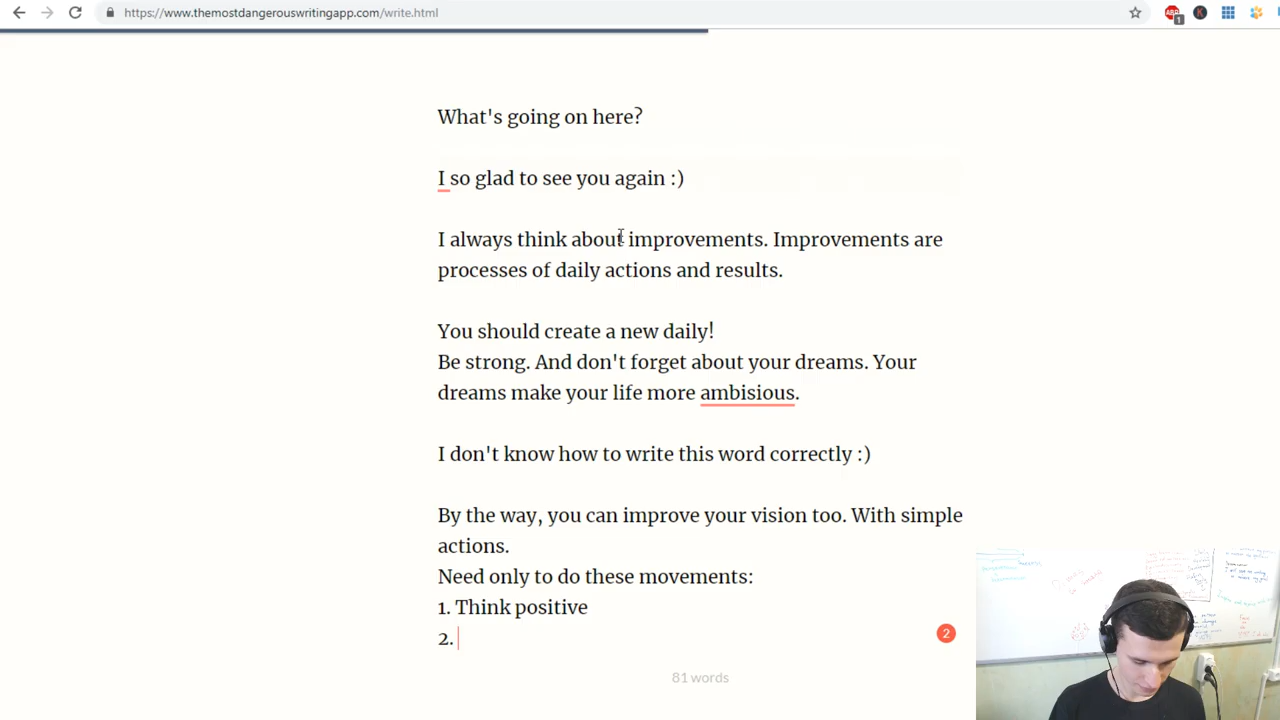 https://www.themostdangerouswritingapp.com/write.html
ABP
1
K
What's going on here?
I so glad to see you again :)
I always think about improvements. Improvements are
processes of daily actions and results.
You should create a new daily!
Be strong. And don't forget about your dreams. Your
dreams make your life more ambisious.
I don't know how to write this word correctly :)
By the way, you can improve your vision too. With simple
actions.
Need only to do these movements:
1. Think positive
2.
2
81 words